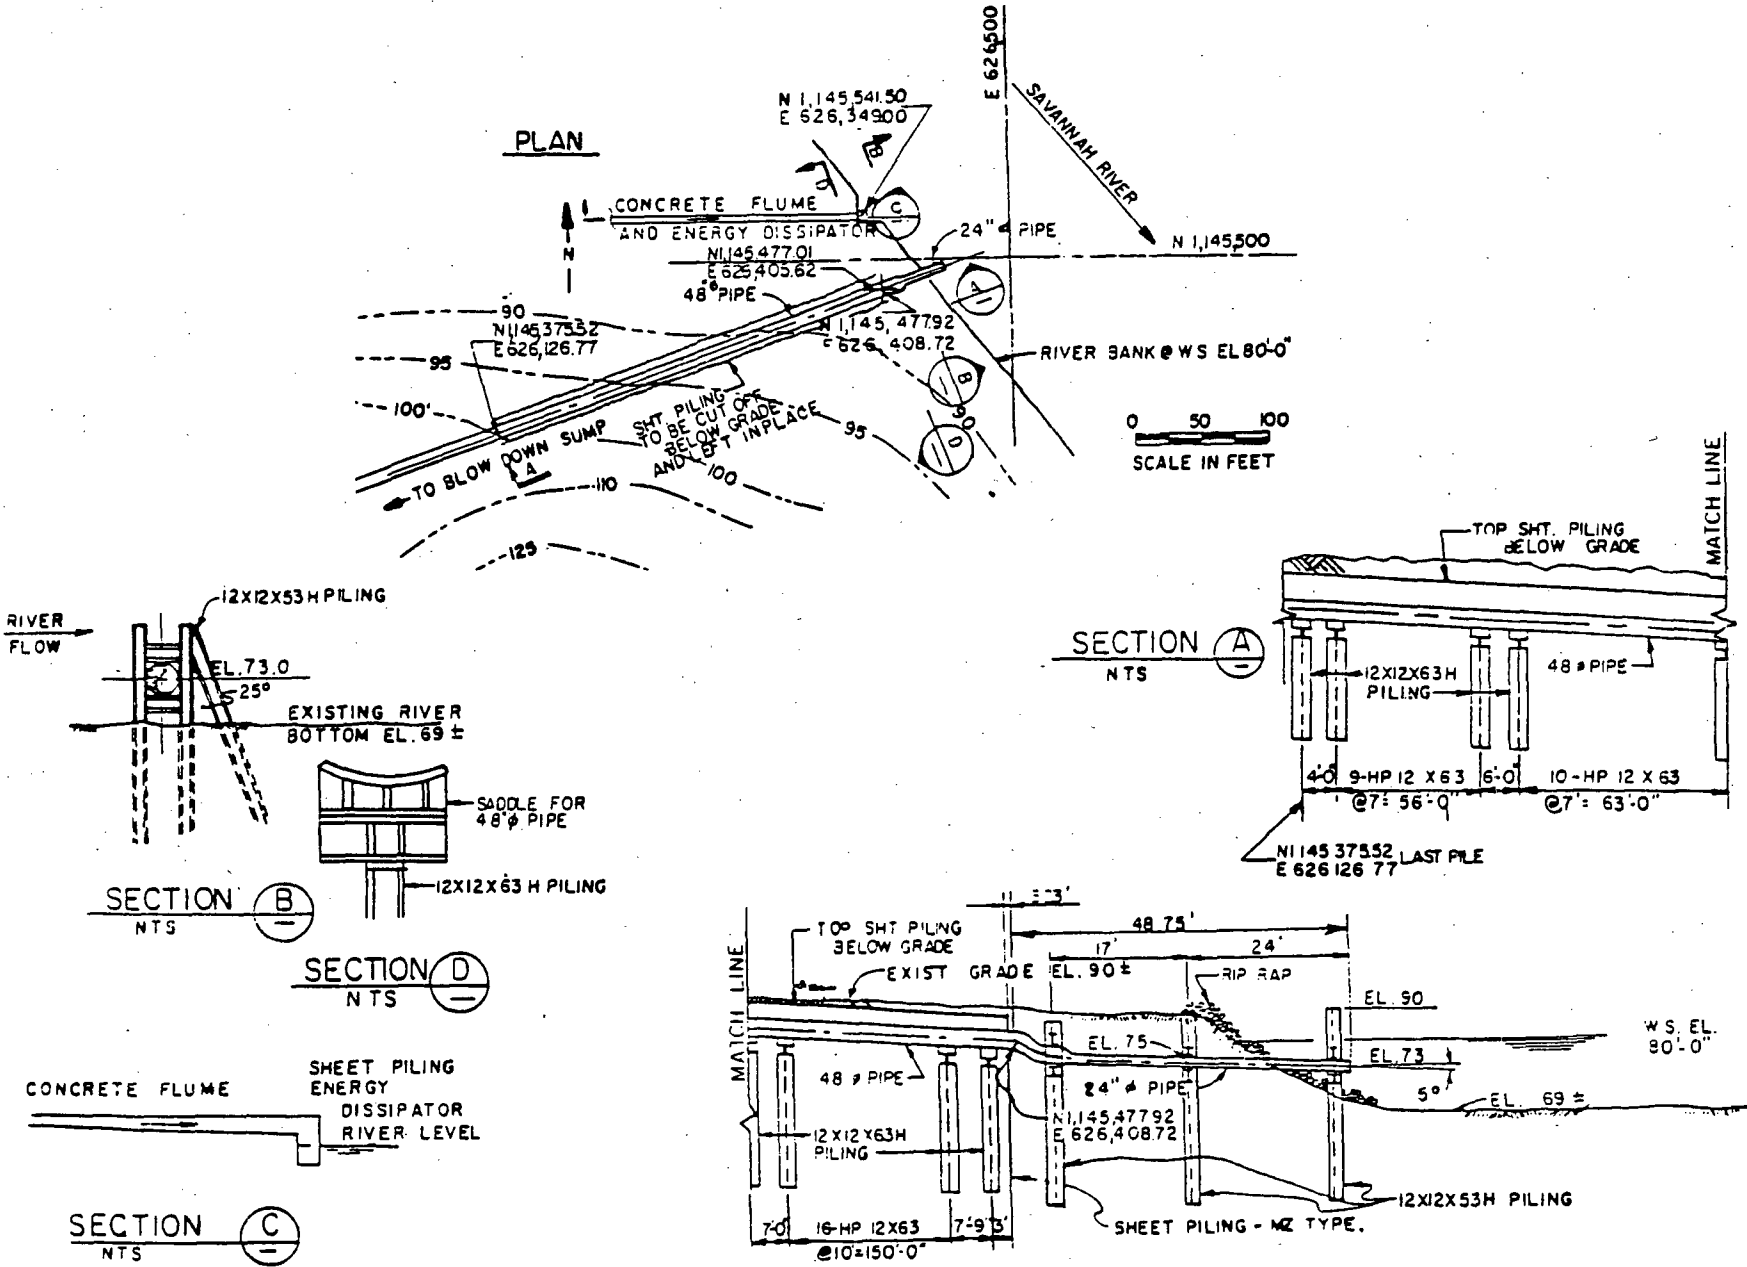 PLAN
N 1,145,541.50
E 626,349.00
E 626500
SAVANNAH RIVER
CONCRETE FLUME
AND ENERGY DISSIPATOR
N
B
C
24" ø PIPE
N 1,145,500
N1,145,477.01
E 626,405.62
48"ø PIPE
A
90
N1,145,375.52
E 626,126.77
N 1,145,477.92
E 626,408.72
RIVER BANK @ WS EL 80'-0"
95
100'
B
90
D
SHT PILING
TO BE CUT OFF
BELOW GRADE
AND LEFT INPLACE
95
TO BLOW DOWN SUMP
A
100
110
125
0 50 100
SCALE IN FEET
MATCH LINE
TOP SHT. PILING
BELOW GRADE
SECTION A
NTS
48 ø PIPE
12X12X63H
PILING
4'-0" 9-HP 12 X 63 6'-0" 10-HP 12 X 63
@7'= 56'-0" @7'= 63'-0"
N1145 375.52
E 626 126 77
LAST PILE
12X12X53 H PILING
RIVER
FLOW
EL. 73.0
25°
EXISTING RIVER
BOTTOM EL. 69 ±
SECTION B
NTS
SADDLE FOR
48"ø PIPE
12X12X63 H PILING
SECTION D
NTS
CONCRETE FLUME
SHEET PILING
ENERGY
DISSIPATOR
RIVER LEVEL
SECTION C
NTS
MATCH LINE
TOP SHT PILING
BELOW GRADE
EXIST GRADE EL. 90 ±
48 75'
17' 24'
RIP RAP
EL. 90
W S. EL.
80'-0"
EL. 75
EL. 73
48 ø PIPE
24" ø PIPE
5°
EL. 69 ±
N1,145,477.92
E 626,408.72
12 X 12 X 63H
PILING
12X12X53H PILING
SHEET PILING - MZ TYPE.
7'-0" 16-HP 12X63 7'-9" 3'
@10'=150'-0"